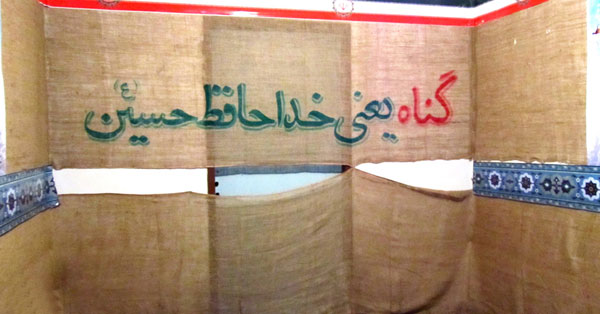 گناه یعنی خداحافظ حسین (ع)